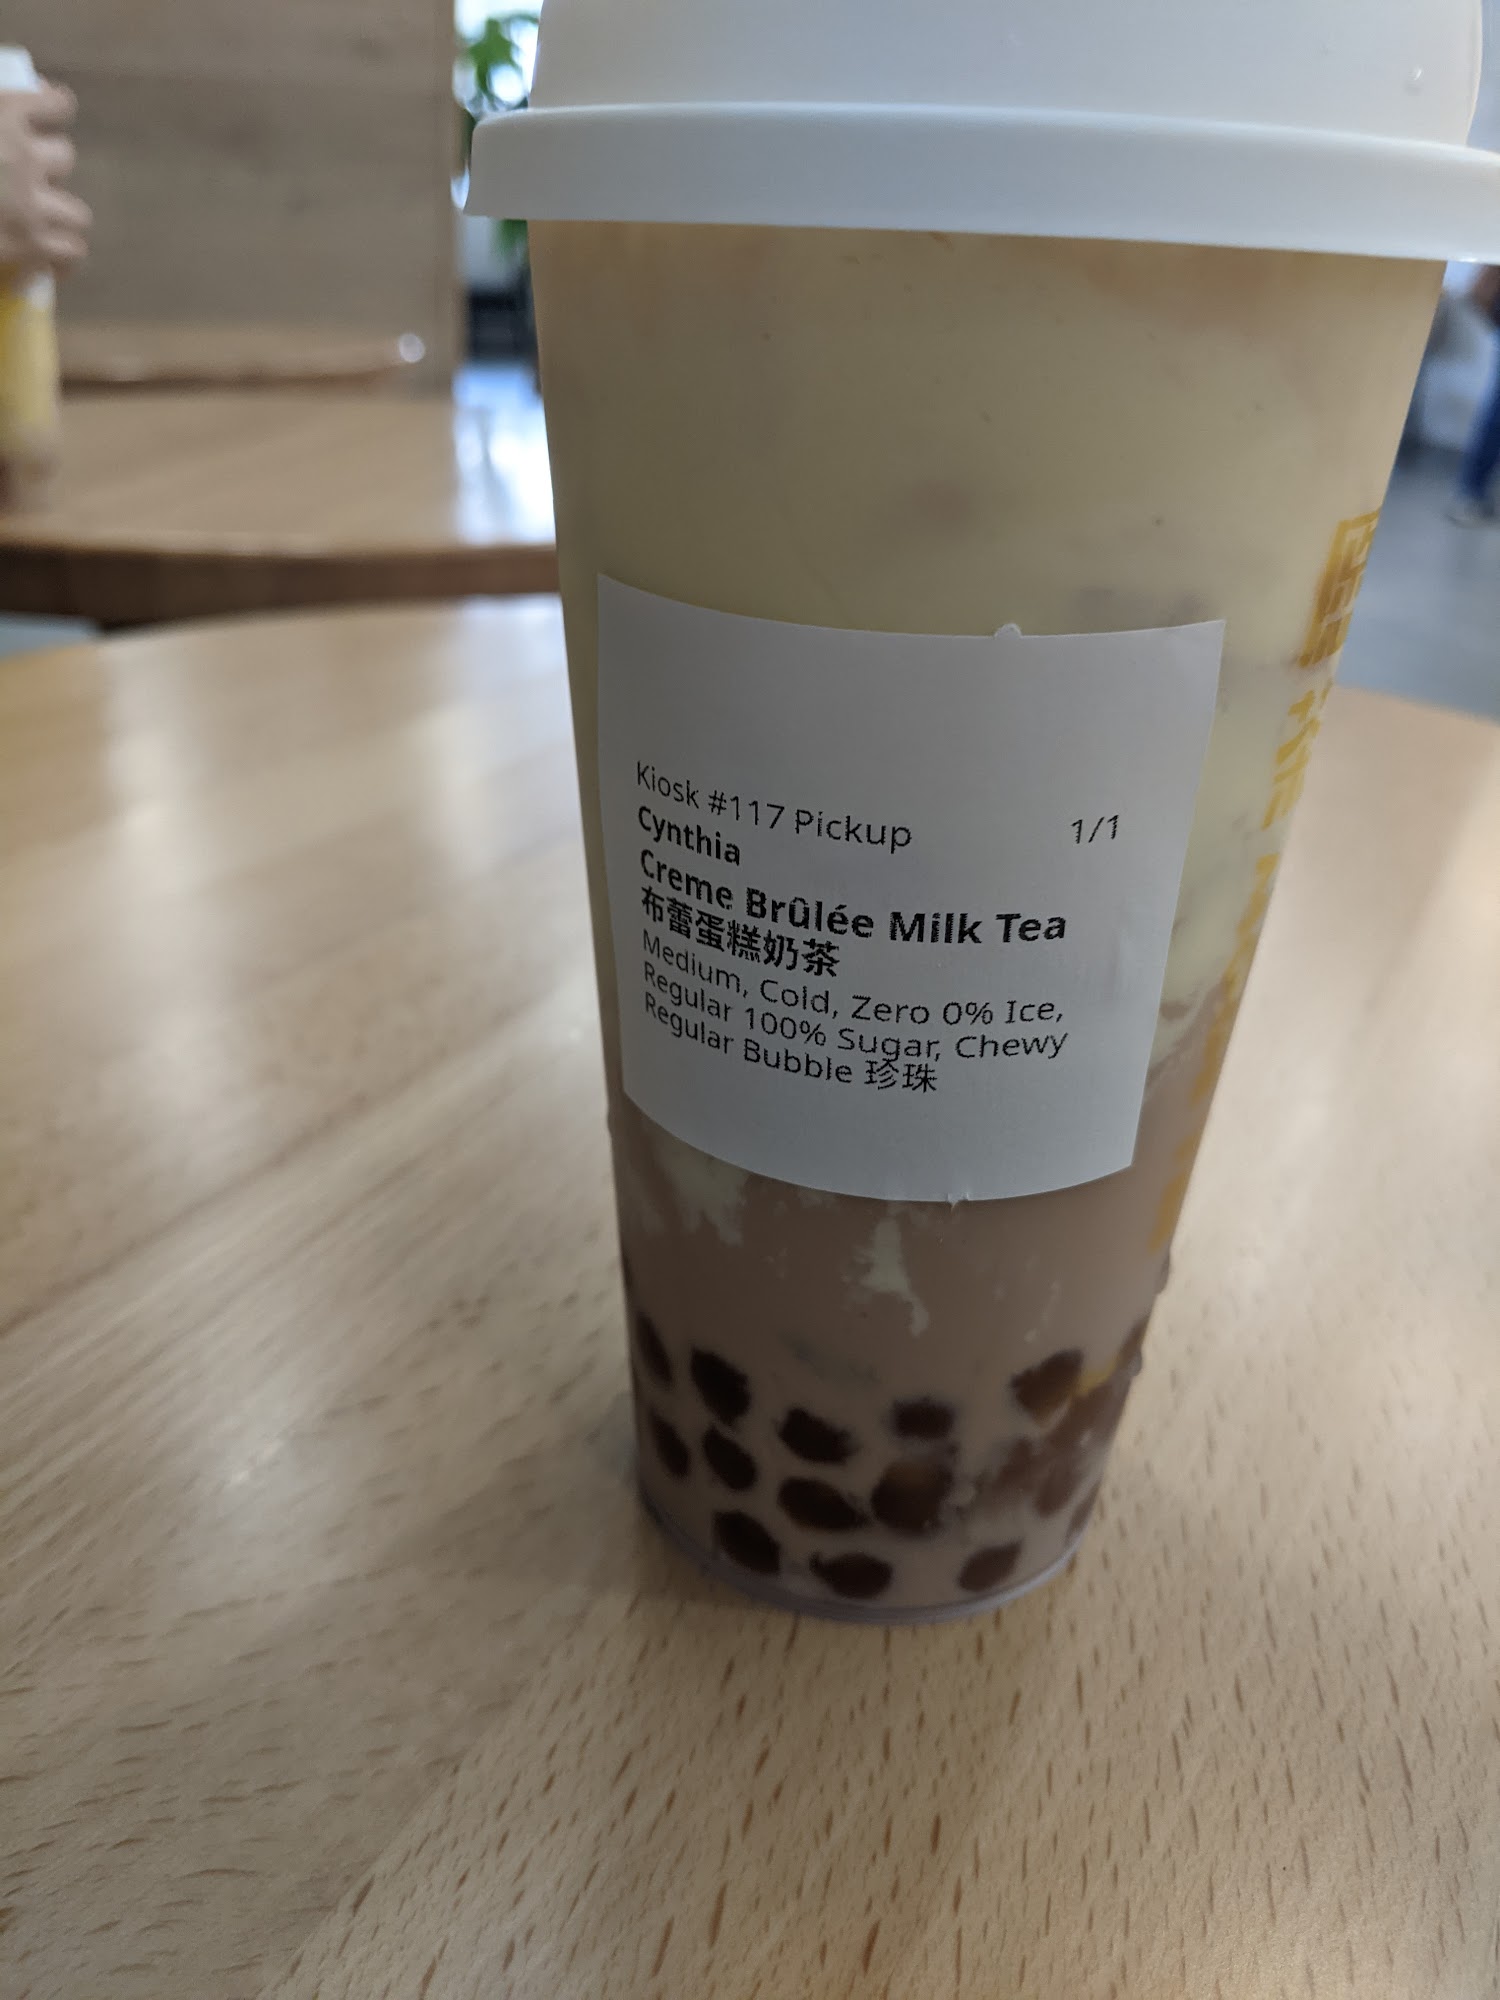 Kiosk #117 Pickup 1/1
Cynthia
Creme Brûlée Milk Tea
布蕾蛋糕奶茶
Medium, Cold, Zero 0% Ice,
Regular 100% Sugar, Chewy
Regular Bubble 珍珠
茶